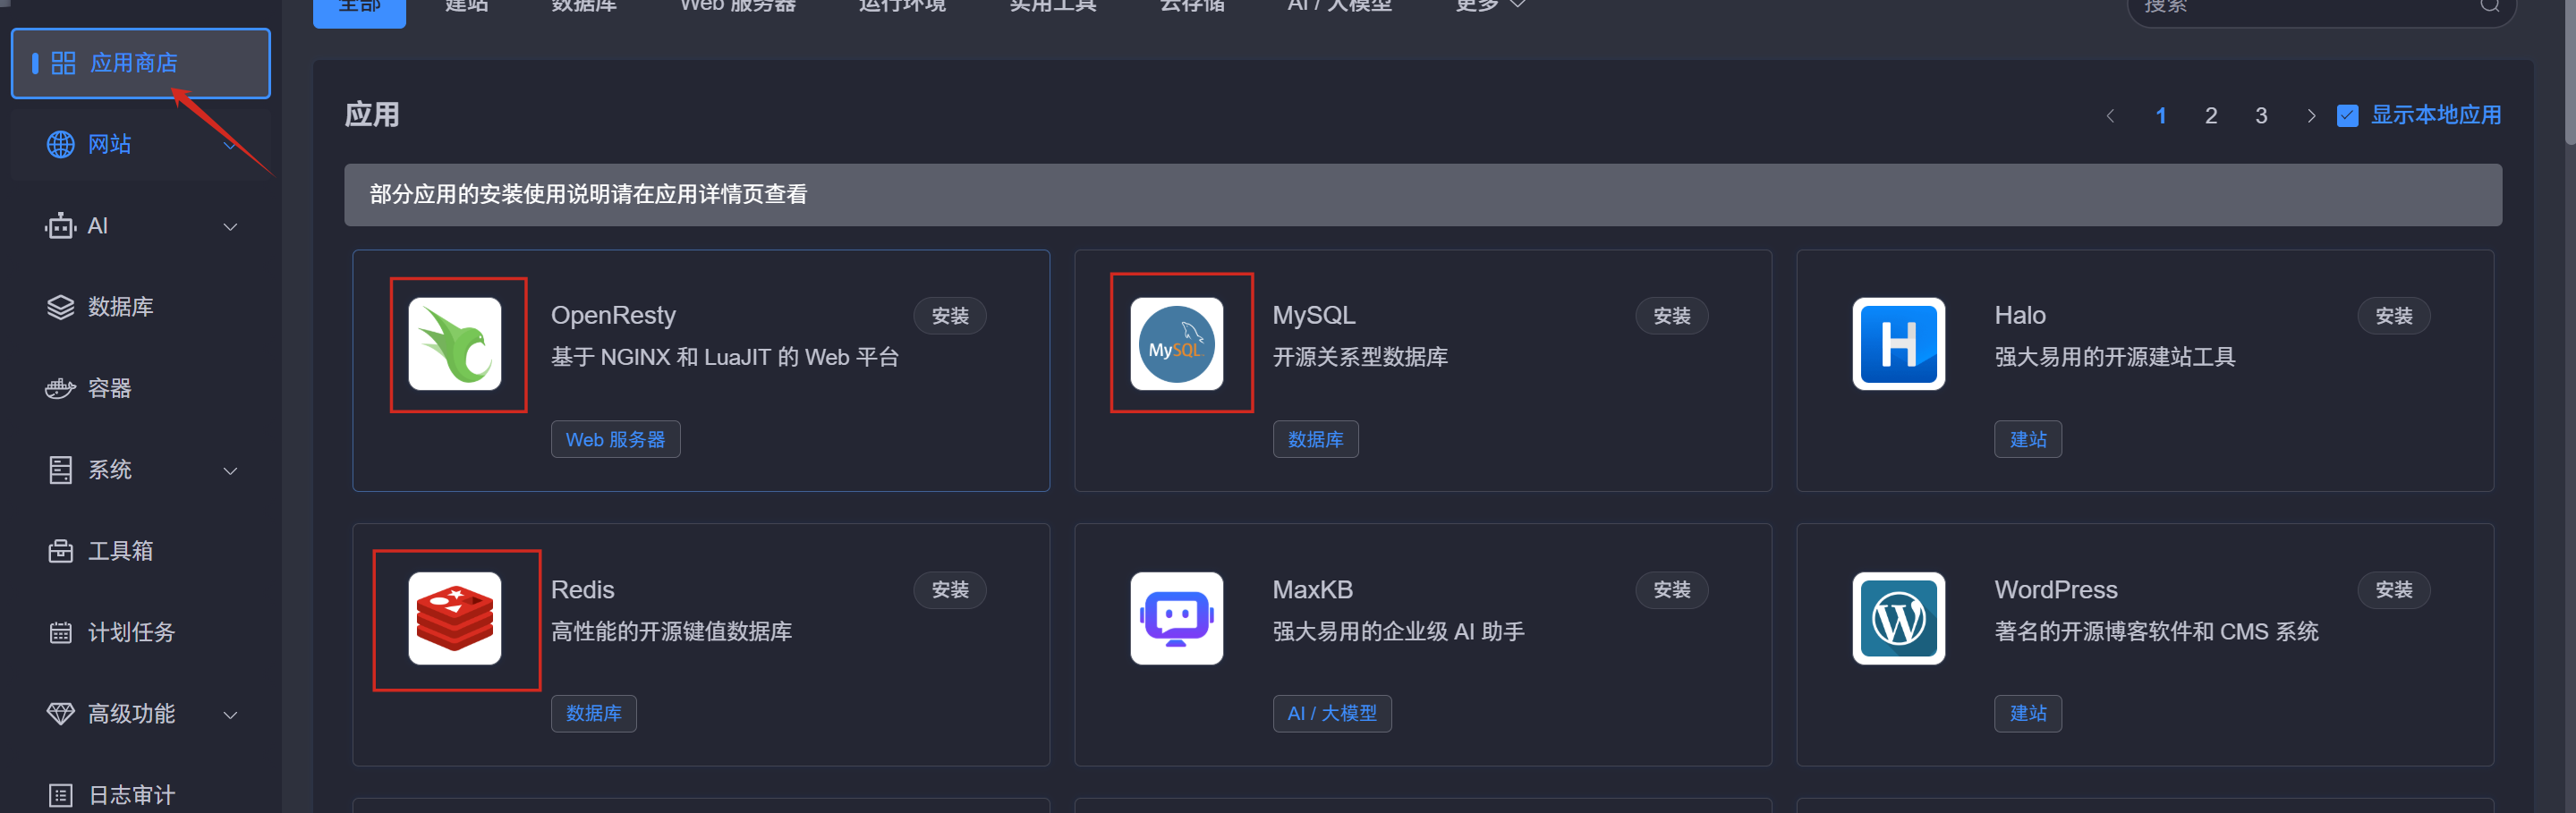 全部 建站 数据库 Web 服务器 运行环境 实用工具 云存储 AI / 大模型 更多 搜索
应用商店
网站
AI
数据库
容器
系统
工具箱
计划任务
高级功能
日志审计
应用
1 2 3 显示本地应用
部分应用的安装使用说明请在应用详情页查看
OpenResty 安装
基于 NGINX 和 LuaJIT 的 Web 平台
Web 服务器
MySQL
MySQL 安装
开源关系型数据库
数据库
Halo 安装
强大易用的开源建站工具
建站
Redis 安装
高性能的开源键值数据库
数据库
MaxKB 安装
强大易用的企业级 AI 助手
AI / 大模型
WordPress 安装
著名的开源博客软件和 CMS 系统
建站